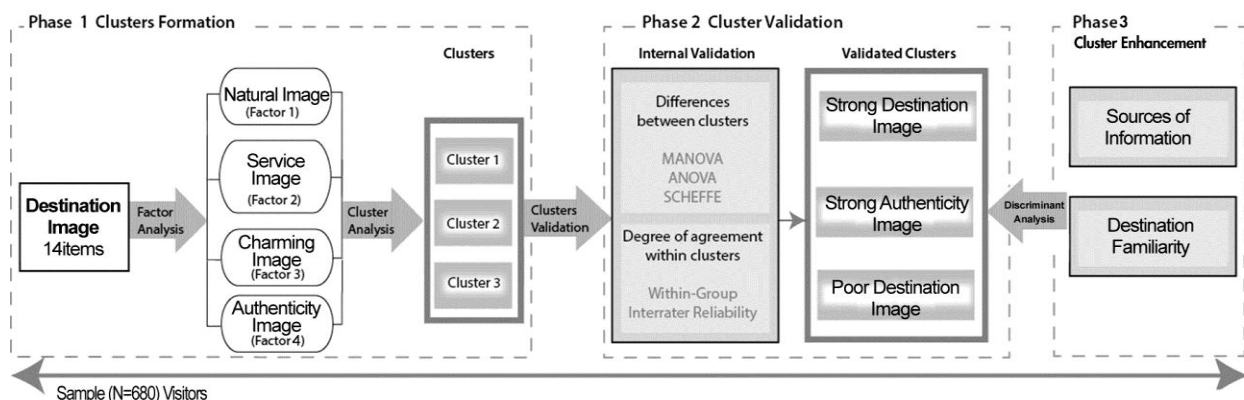 Phase 1 Clusters Formation
Natural Image
(Factor 1)
Service
Image
(Factor 2)
Charming
Image
(Factor 3)
Authenticity
Image
(Factor4)
Destination
Image
14items
Factor
Analysis
Cluster
Analysis
Clusters
Cluster 1
Cluster 2
Cluster 3
Clusters
Validation
Phase 2 Cluster Validation
Internal Validation
Differences
between clusters
MANOVA
ANOVA
SCHEFFE
Degree of agreement
within clusters
Within-Group
Interrater Reliability
Validated Clusters
Strong Destination
Image
Strong Authenticity
Image
Poor Destination
Image
Discriminant
Analysis
Phase3
Cluster Enhancement
Sources of
Information
Destination
Familiarity
Sample (N=680) Visitors